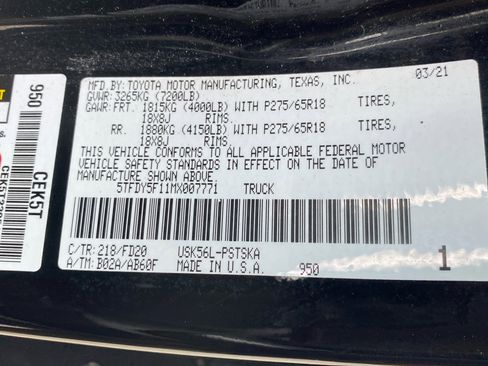 MFD.BY:TOYOTA MOTOR MANUFACTURING, TEXAS, INC. 03/21
GVWR:3265KG (7200LB)
GAWR:FRT. 1815KG (4000LB) WITH P275/65R18 TIRES,
18X8J RIMS.
RR. 1880KG (4150LB) WITH P275/65R18 TIRES,
18X8J RIMS.
THIS VEHICLE CONFORMS TO ALL APPLICABLE FEDERAL MOTOR
VEHICLE SAFETY STANDARDS IN EFFECT ON THE DATE OF
MANUFACTURE SHOWN ABOVE
5TFDY5F11MX007771 TRUCK
C/TR:218/FD20 USK56L-PSTSKA
A/TM:B02A/AB60F MADE IN U.S.A. 950 1
950
CEK5T